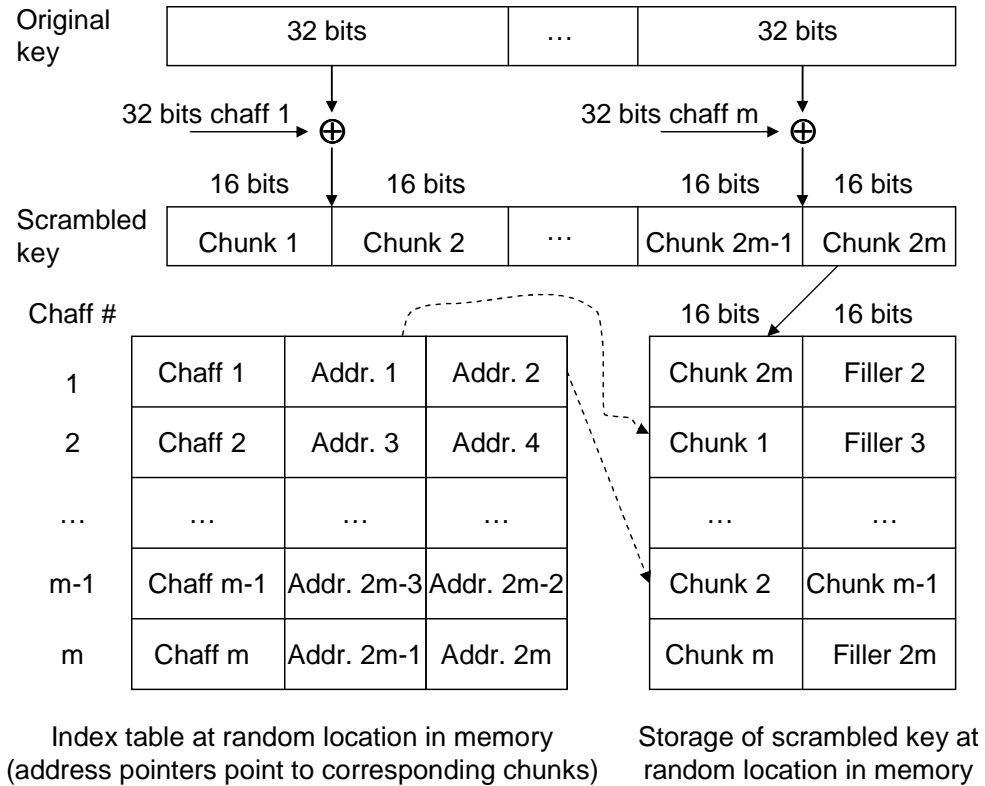 Original
key
32 bits
…
32 bits
32 bits chaff 1
⊕
32 bits chaff m
⊕
16 bits
16 bits
16 bits
16 bits
Scrambled
key
Chunk 1
Chunk 2
…
Chunk 2m-1
Chunk 2m
Chaff #
16 bits
16 bits
1
Chaff 1
Addr. 1
Addr. 2
Chunk 2m
Filler 2
2
Chaff 2
Addr. 3
Addr. 4
Chunk 1
Filler 3
…
…
…
…
…
…
m-1
Chaff m-1
Addr. 2m-3
Addr. 2m-2
Chunk 2
Chunk m-1
m
Chaff m
Addr. 2m-1
Addr. 2m
Chunk m
Filler 2m
Index table at random location in memory
(address pointers point to corresponding chunks)
Storage of scrambled key at
random location in memory